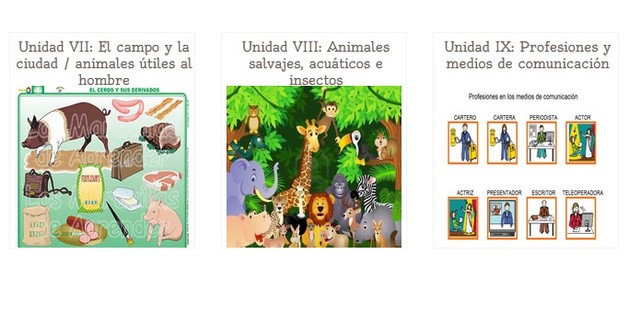 Unidad VII: El campo y la
ciudad / animales útiles al
hombre
EL CERDO Y SUS DERIVADOS
Unidad VIII: Animales
salvajes, acuáticos e
insectos
Unidad IX: Profesiones y
medios de comunicación
Profesiones en los medios de comunicación
CARTERO CARTERA PERIODISTA ACTOR
ACTRIZ PRESENTADOR ESCRITOR TELEOPERADORA